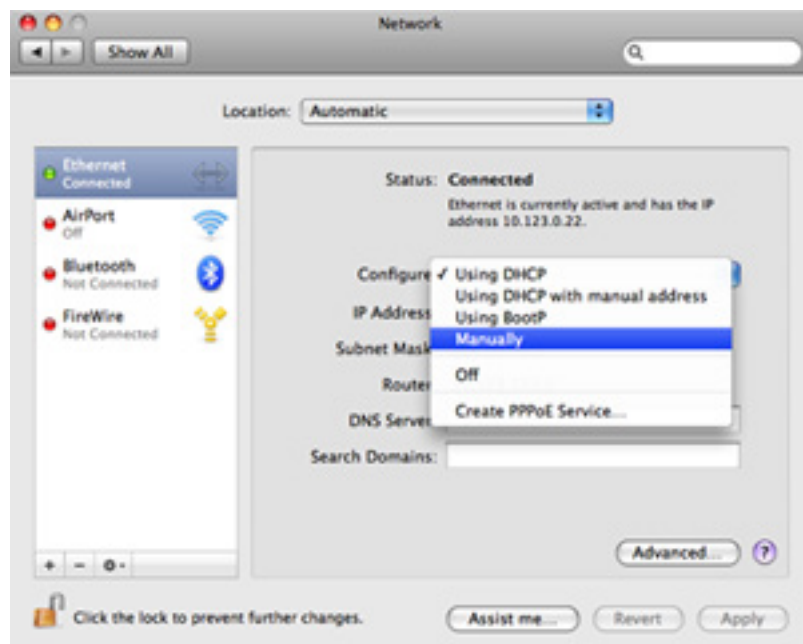 Network
Show All
Location: Automatic
Ethernet
Connected
AirPort
Off
Bluetooth
Not Connected
FireWire
Not Connected
Status: Connected
Ethernet is currently active and has the IP
address 10.123.0.22.
Configure ✓ Using DHCP
Using DHCP with manual address
Using BootP
Manually
Off
Create PPPoE Service...
IP Address
Subnet Mask
Router
DNS Server
Search Domains:
Advanced... ?
Click the lock to prevent further changes.
Assist me... Revert Apply